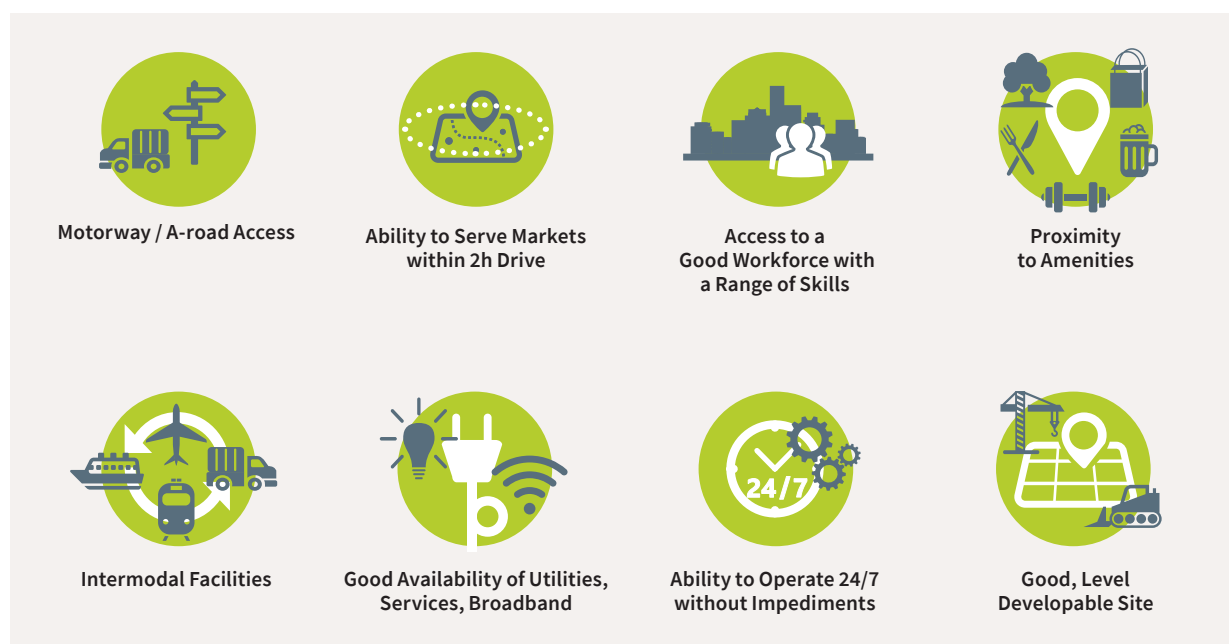 Motorway / A-road Access
Ability to Serve Markets
within 2h Drive
Access to a
Good Workforce with
a Range of Skills
Proximity
to Amenities
24/7
Intermodal Facilities
Good Availability of Utilities,
Services, Broadband
Ability to Operate 24/7
without Impediments
Good, Level
Developable Site